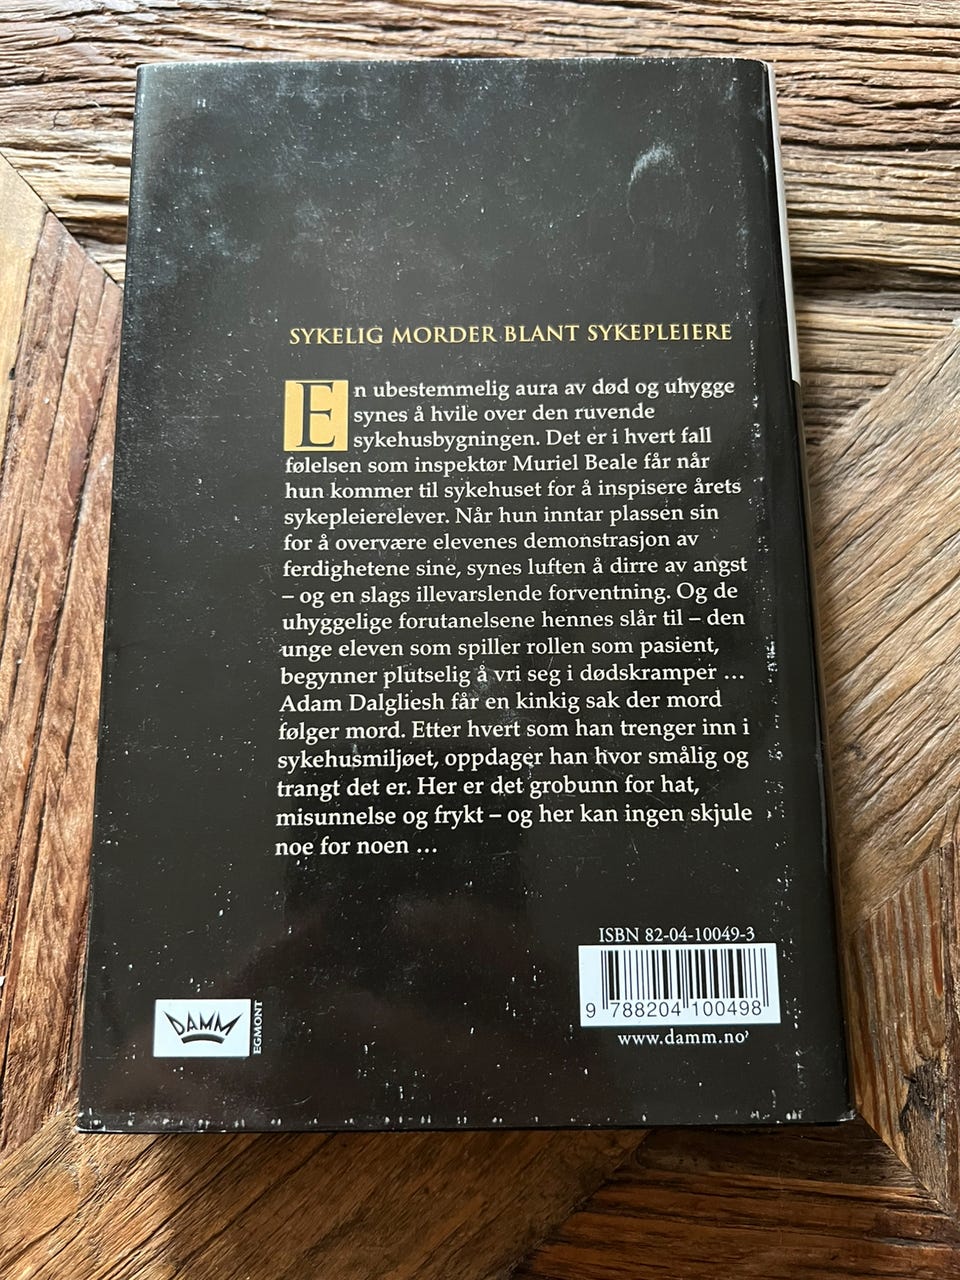 SYKELIG MORDER BLANT SYKEPLEIERE
En ubestemmelig aura av død og uhygge
synes å hvile over den ruvende
sykehusbygningen. Det er i hvert fall
følelsen som inspektør Muriel Beale får når
hun kommer til sykehuset for å inspisere årets
sykepleierelever. Når hun inntar plassen sin
for å overvære elevenes demonstrasjon av
ferdighetene sine, synes luften å dirre av angst
– og en slags illevarslende forventning. Og de
uhyggelige forutanelsene hennes slår til – den
unge eleven som spiller rollen som pasient,
begynner plutselig å vri seg i dødskramper ...
Adam Dalgliesh får en kinkig sak der mord
følger mord. Etter hvert som han trenger inn i
sykehusmiljøet, oppdager han hvor smålig og
trangt det er. Her er det grobunn for hat,
misunnelse og frykt – og her kan ingen skjule
noe for noen ...
ISBN 82-04-10049-3
9 788204 100498
www.damm.no
DAMM
EGMONT